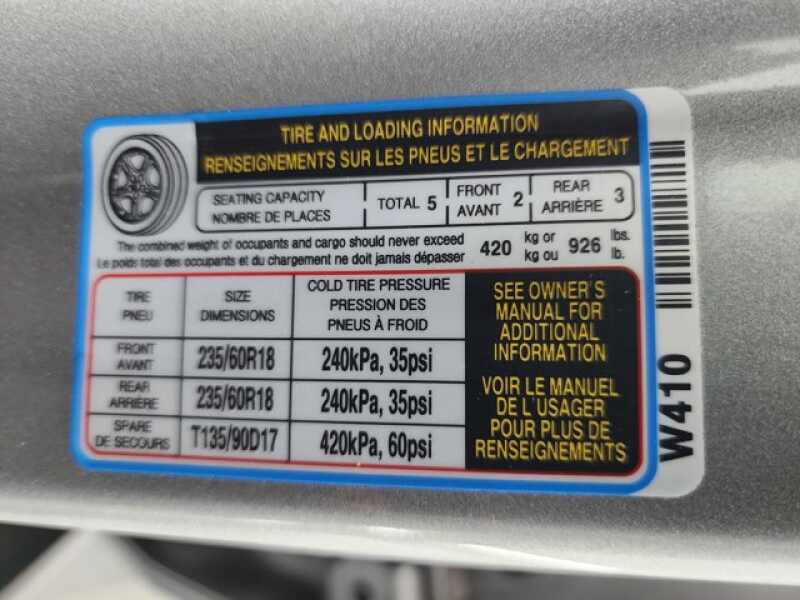 TIRE AND LOADING INFORMATION
RENSEIGNEMENTS SUR LES PNEUS ET LE CHARGEMENT
SEATING CAPACITY
NOMBRE DE PLACES
TOTAL 5
FRONT
AVANT
2
REAR
ARRIÈRE
3
The combined weight of occupants and cargo should never exceed
Le poids total des occupants et du chargement ne doit jamais dépasser
420
kg or
kg ou
926
lbs.
lb.
TIRE
PNEU
SIZE
DIMENSIONS
COLD TIRE PRESSURE
PRESSION DES
PNEUS À FROID
FRONT
AVANT
235/60R18
240kPa, 35psi
REAR
ARRIÈRE
235/60R18
240kPa, 35psi
SPARE
DE SECOURS
T135/90D17
420kPa, 60psi
SEE OWNER'S
MANUAL FOR
ADDITIONAL
INFORMATION
VOIR LE MANUEL
DE L'USAGER
POUR PLUS DE
RENSEIGNEMENTS
W410